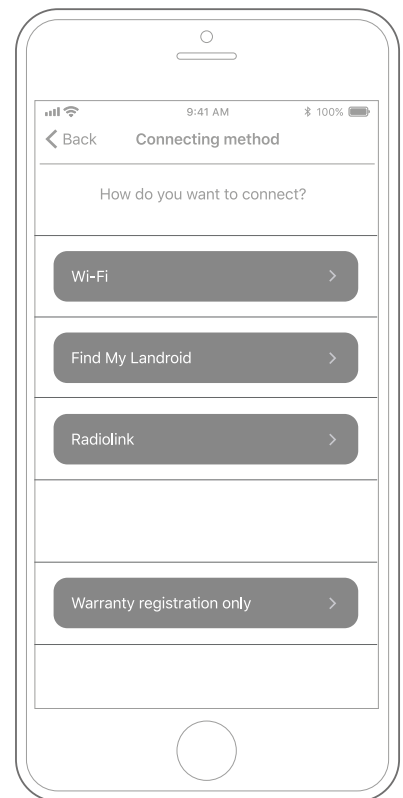 9:41 AM 100%
Back Connecting method
How do you want to connect?
Wi-Fi
Find My Landroid
Radiolink
Warranty registration only